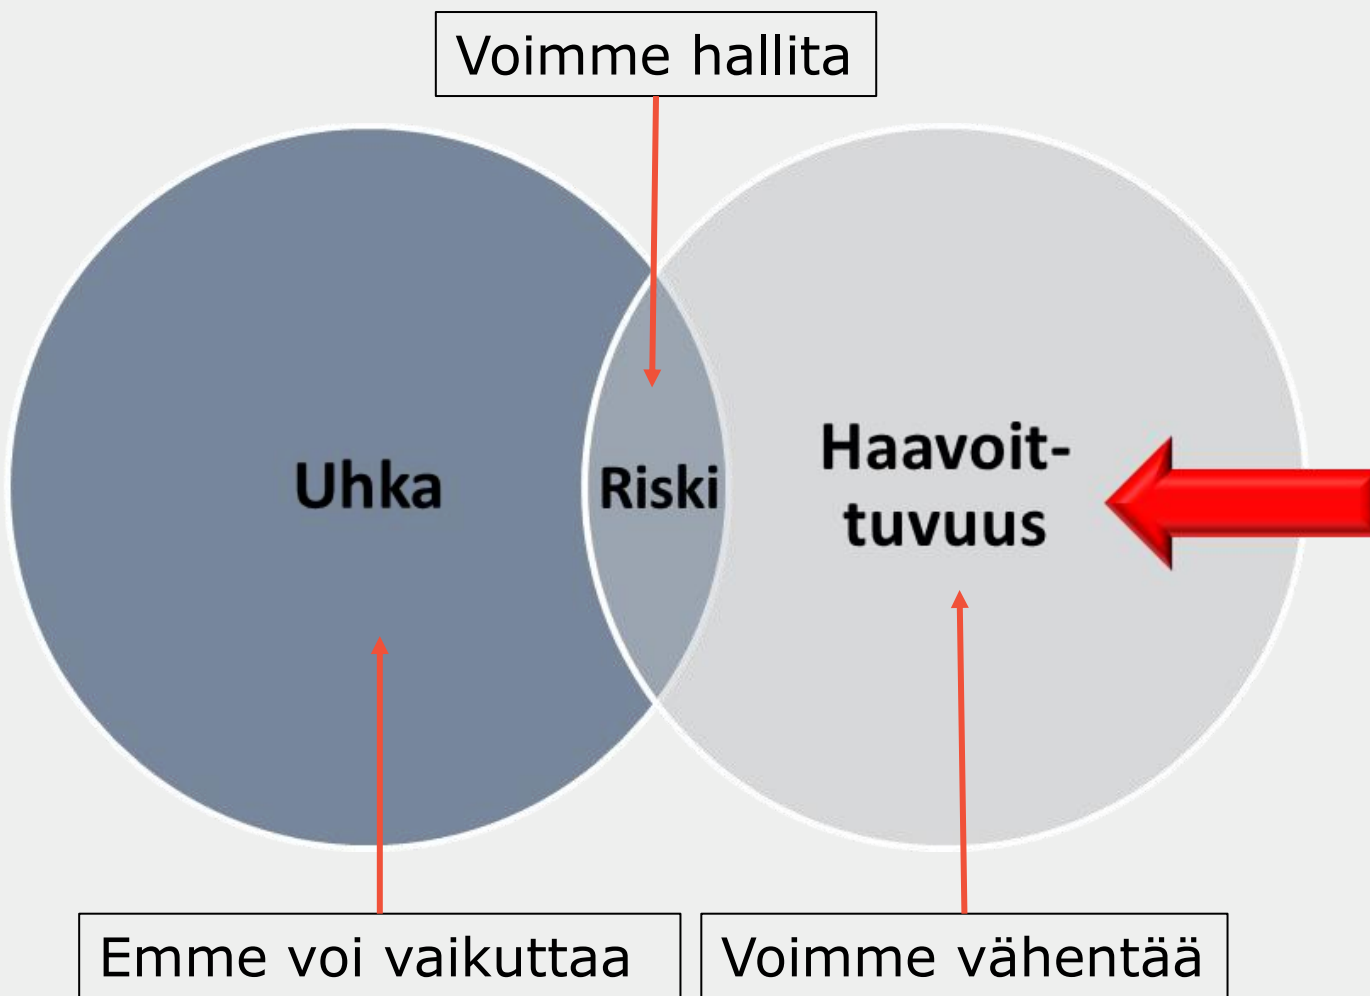 Voimme hallita
Uhka
Riski
Haavoit-
tuvuus
Emme voi vaikuttaa
Voimme vähentää